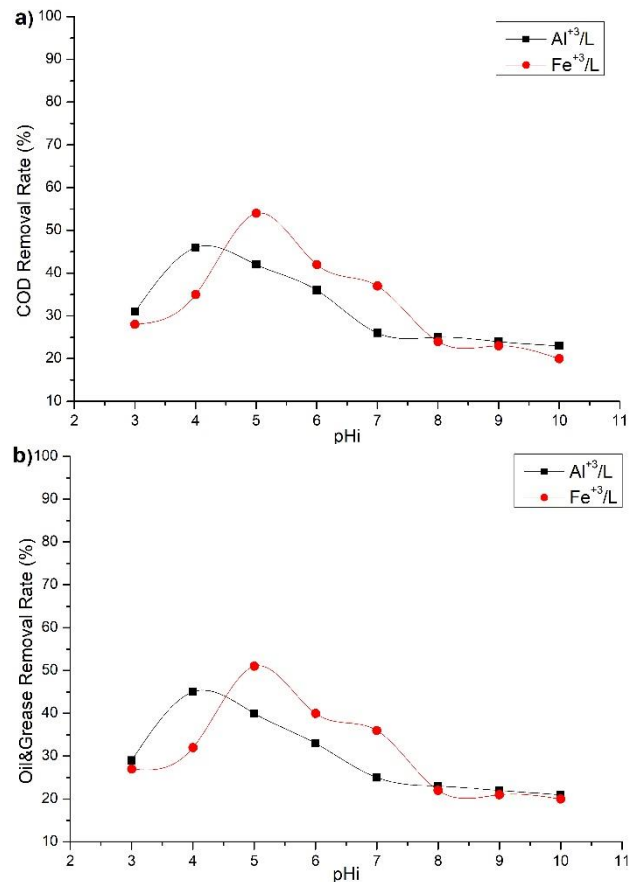 a)
Al⁺³/L
Fe⁺³/L
COD Removal Rate (%)
100
90
80
70
60
50
40
30
20
10
2 3 4 5 6 7 8 9 10 11
pHi
b)
Al⁺³/L
Fe⁺³/L
Oil&Grease Removal Rate (%)
100
90
80
70
60
50
40
30
20
10
2 3 4 5 6 7 8 9 10 11
pHi